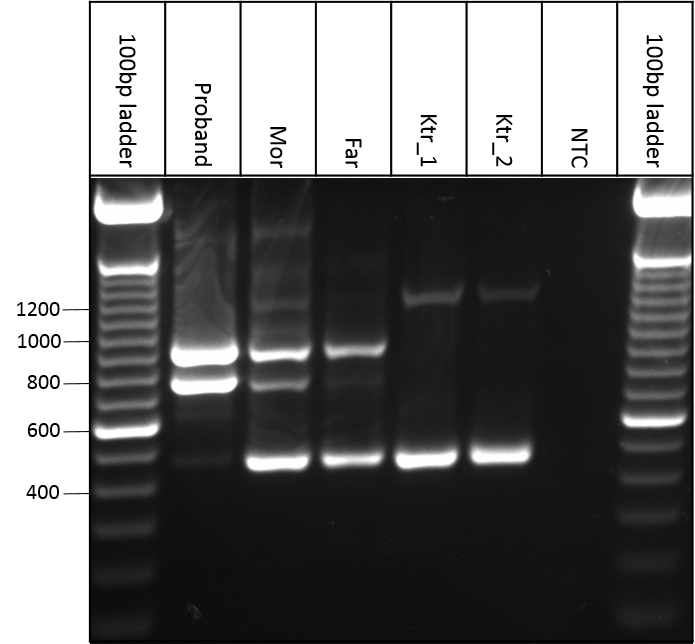 100bp ladder
Proband
Mor
Far
Ktr_1
Ktr_2
NTC
100bp ladder
1200
1000
800
600
400